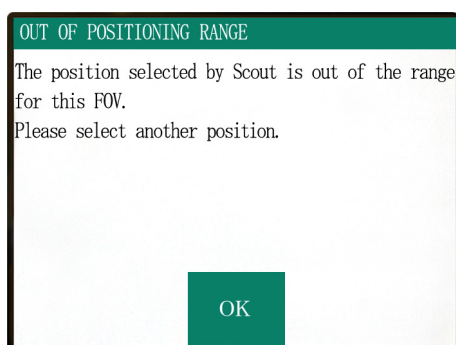 OUT OF POSITIONING RANGE
The position selected by Scout is out of the range
for this FOV.
Please select another position.
OK